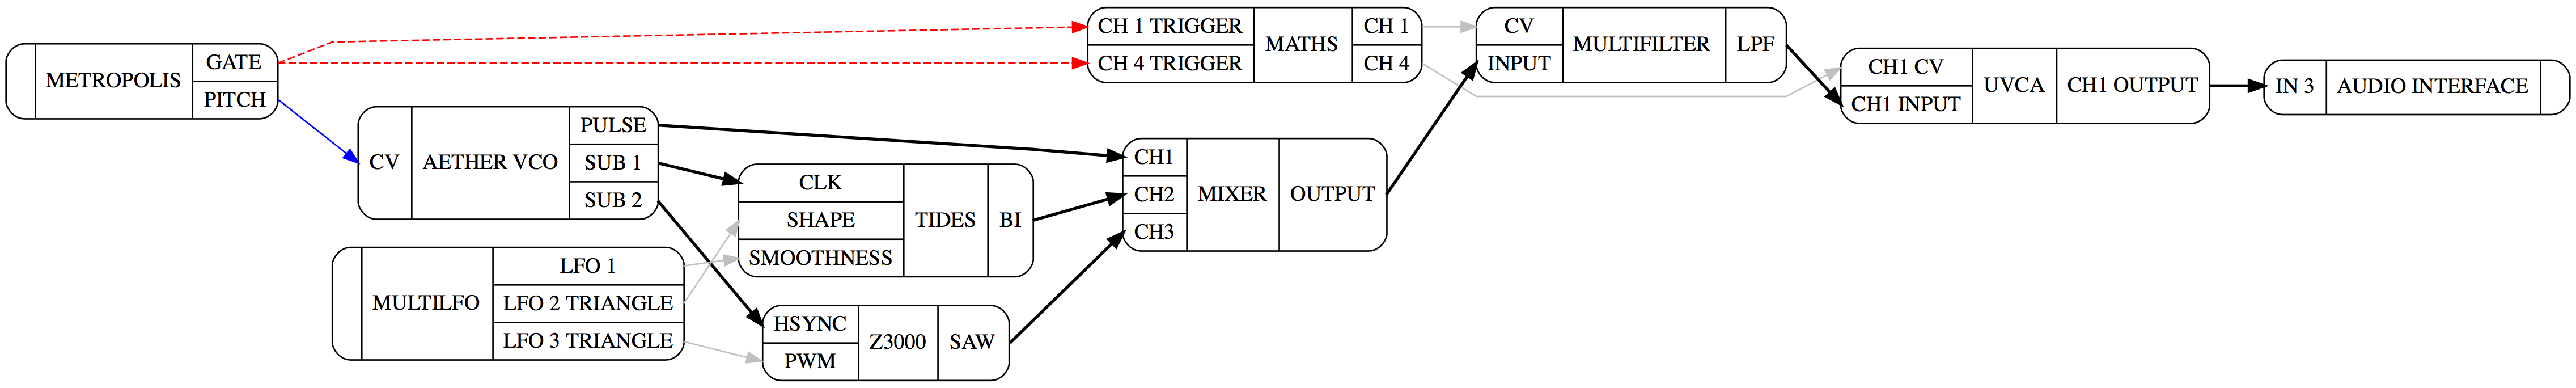 METROPOLIS
GATE
PITCH
CV
AETHER VCO
PULSE
SUB 1
SUB 2
MULTILFO
LFO 1
LFO 2 TRIANGLE
LFO 3 TRIANGLE
CLK
SHAPE
SMOOTHNESS
TIDES
BI
HSYNC
PWM
Z3000
SAW
CH 1 TRIGGER
CH 4 TRIGGER
MATHS
CH 1
CH 4
CH1
CH2
CH3
MIXER
OUTPUT
CV
INPUT
MULTIFILTER
LPF
CH1 CV
CH1 INPUT
UVCA
CH1 OUTPUT
IN 3
AUDIO INTERFACE